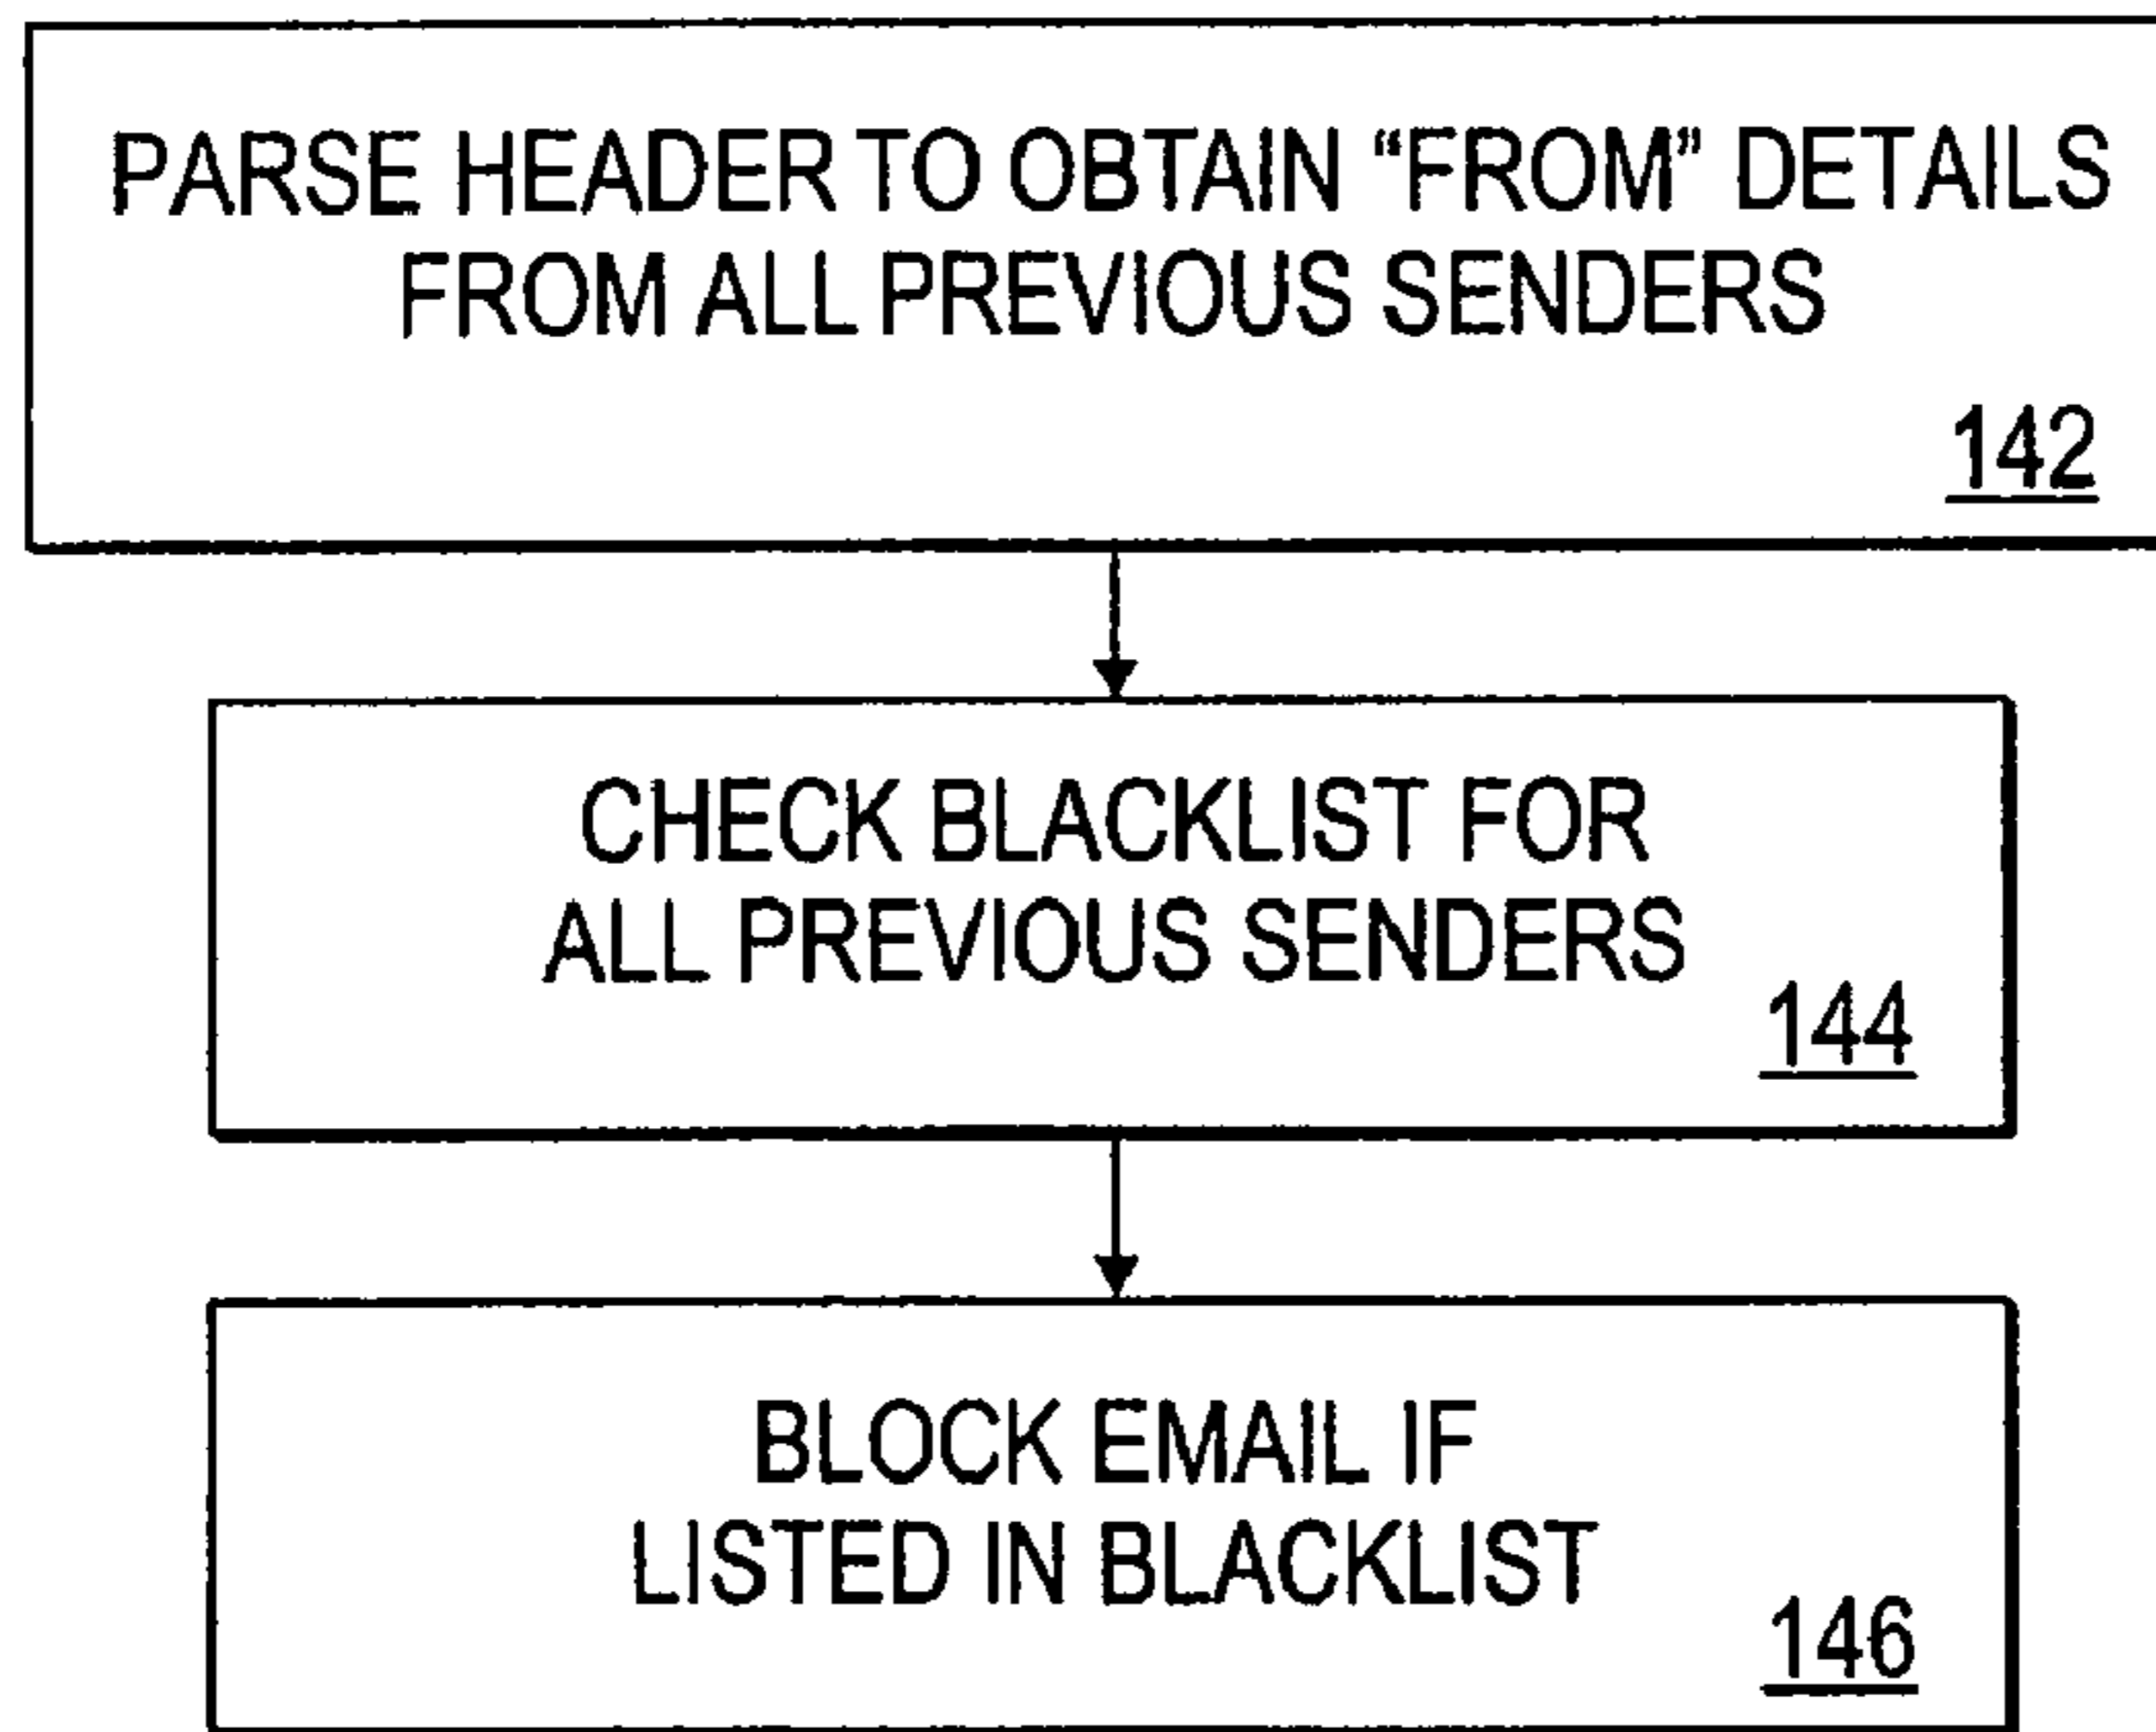 PARSE HEADER TO OBTAIN “FROM” DETAILS
FROM ALL PREVIOUS SENDERS
142
CHECK BLACKLIST FOR
ALL PREVIOUS SENDERS
144
BLOCK EMAIL IF
LISTED IN BLACKLIST
146